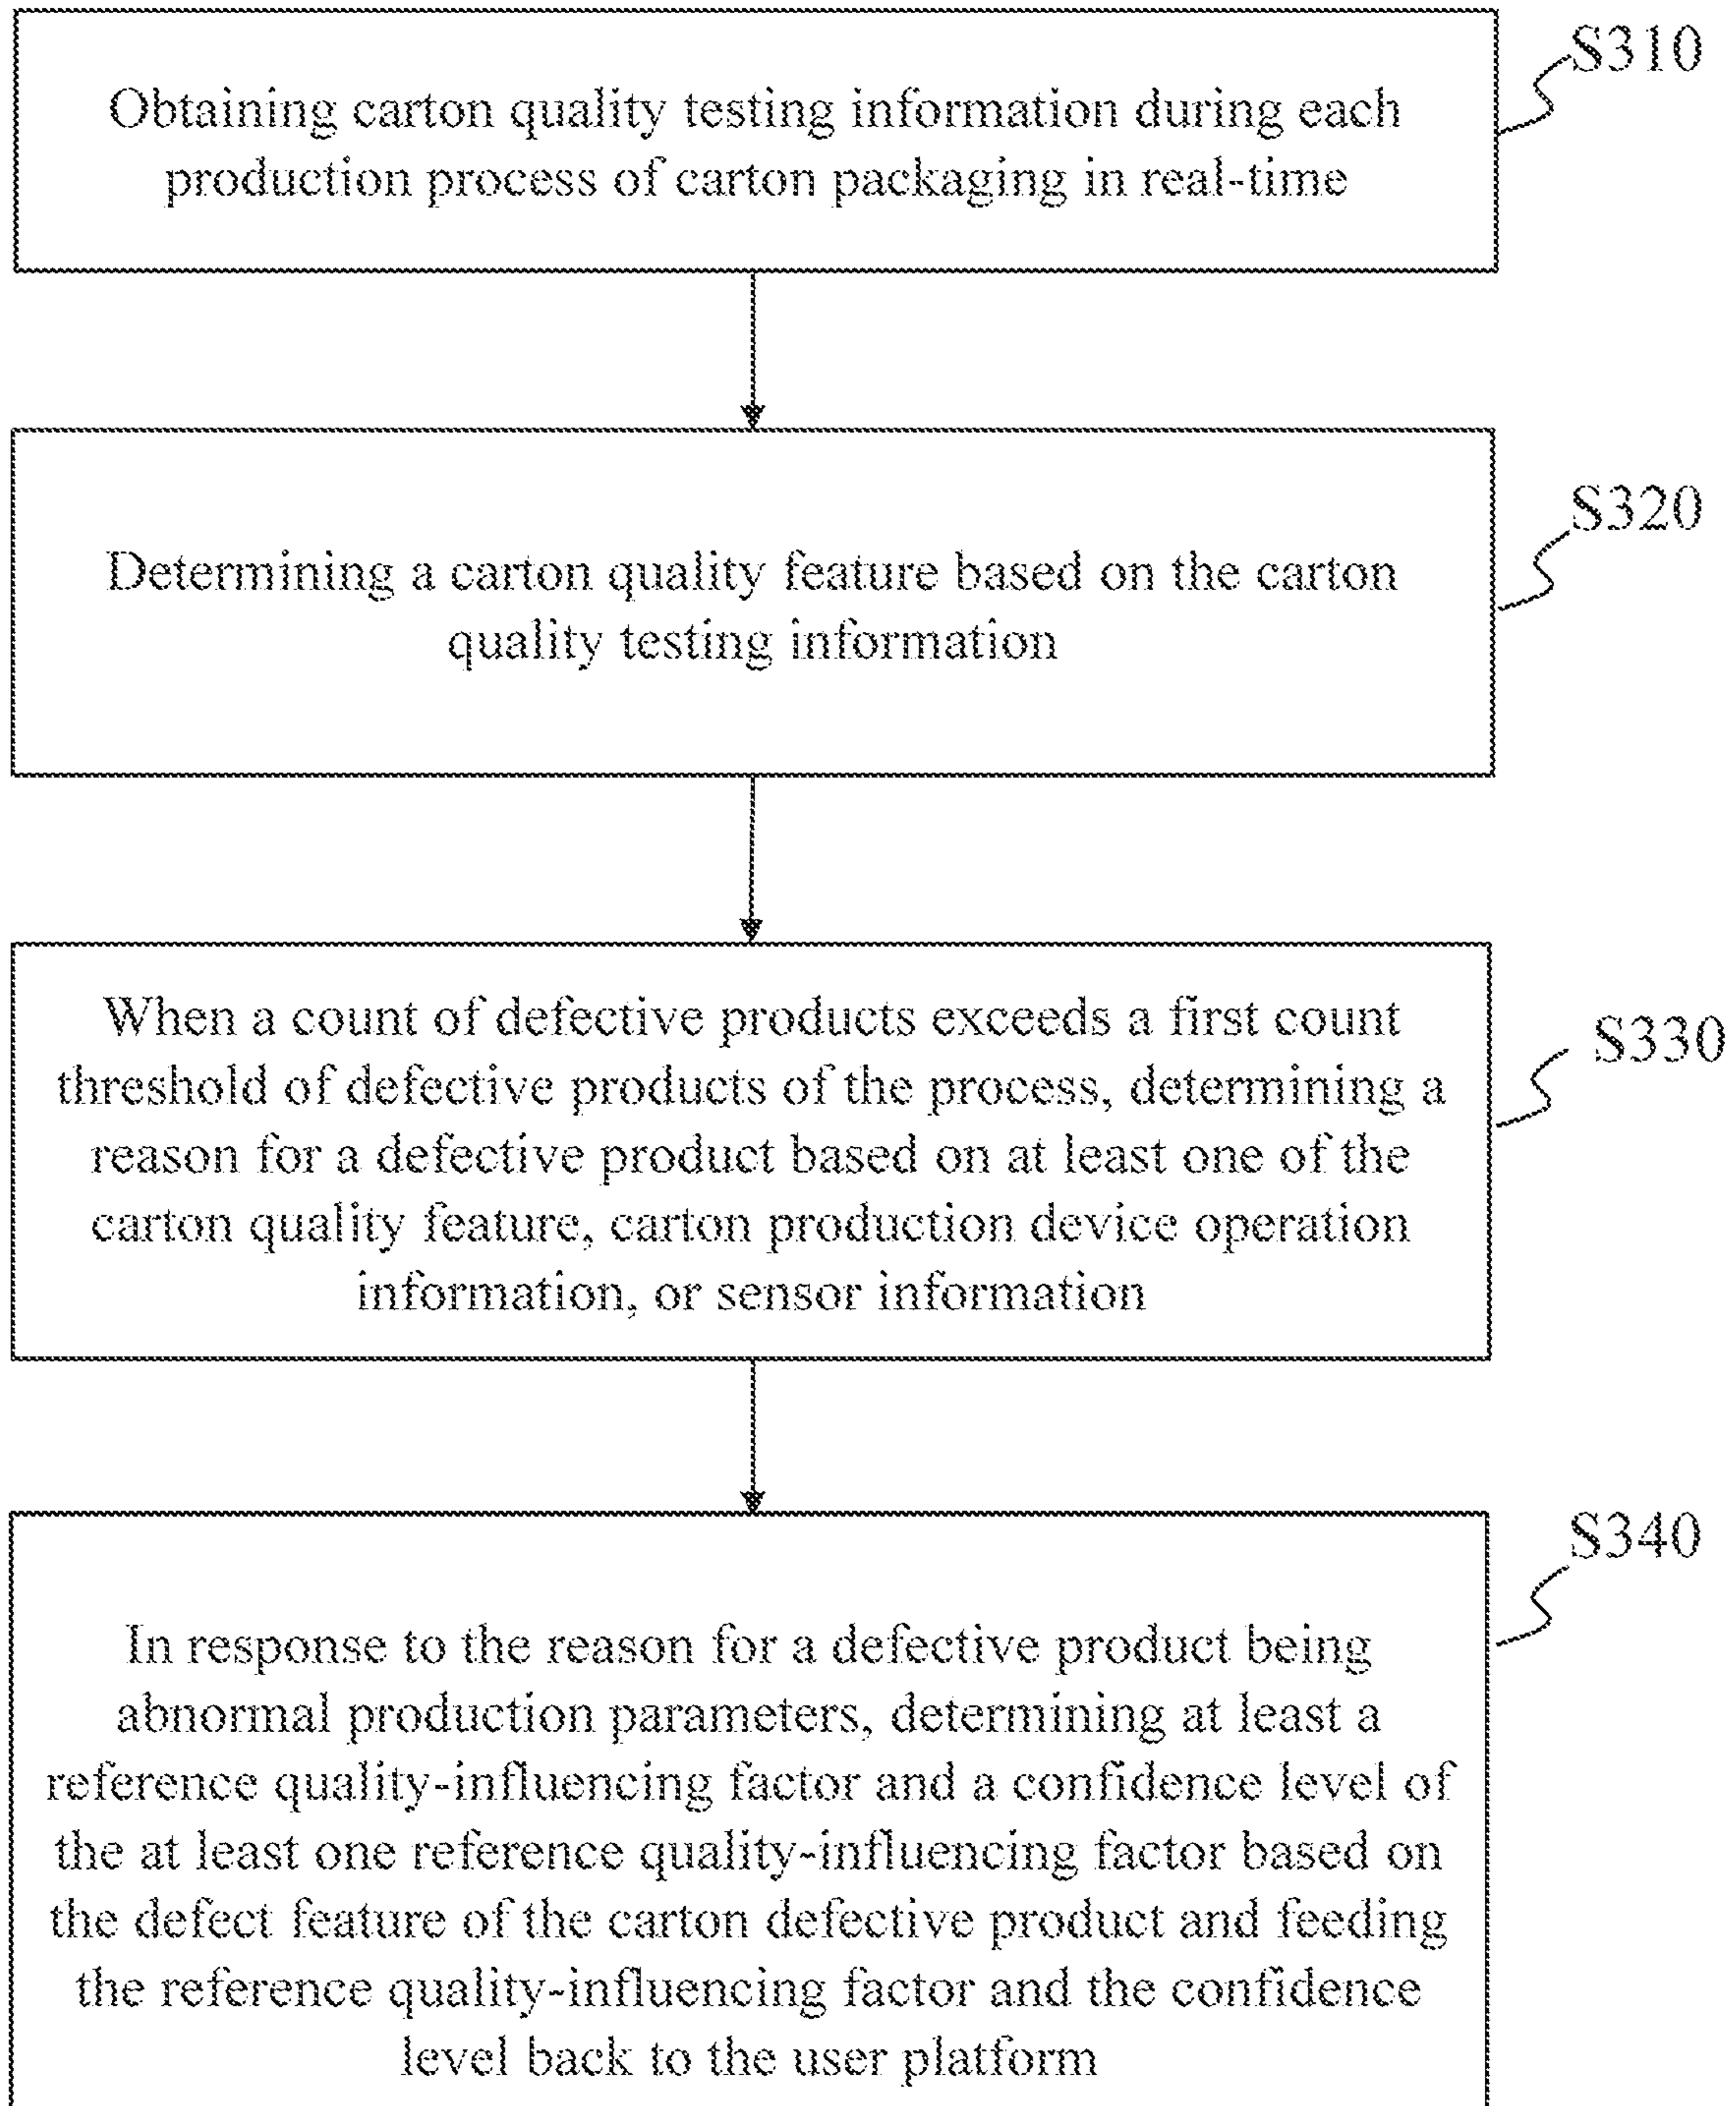 S310
Obtaining carton quality testing information during each
production process of carton packaging in real-time
S320
Determining a carton quality feature based on the carton
quality testing information
When a count of defective products exceeds a first count
S330
threshold of defective products of the process, determining a
reason for a defective product based on at least one of the
carton quality feature, carton production device operation
information, or sensor information
S340
In response to the reason for a defective product being
abnormal production parameters, determining at least a
reference quality-influencing factor and a confidence level of
the at least one reference quality-influencing factor based on
the defect feature of the carton defective product and feeding
the reference quality-influencing factor and the confidence
level back to the user platform